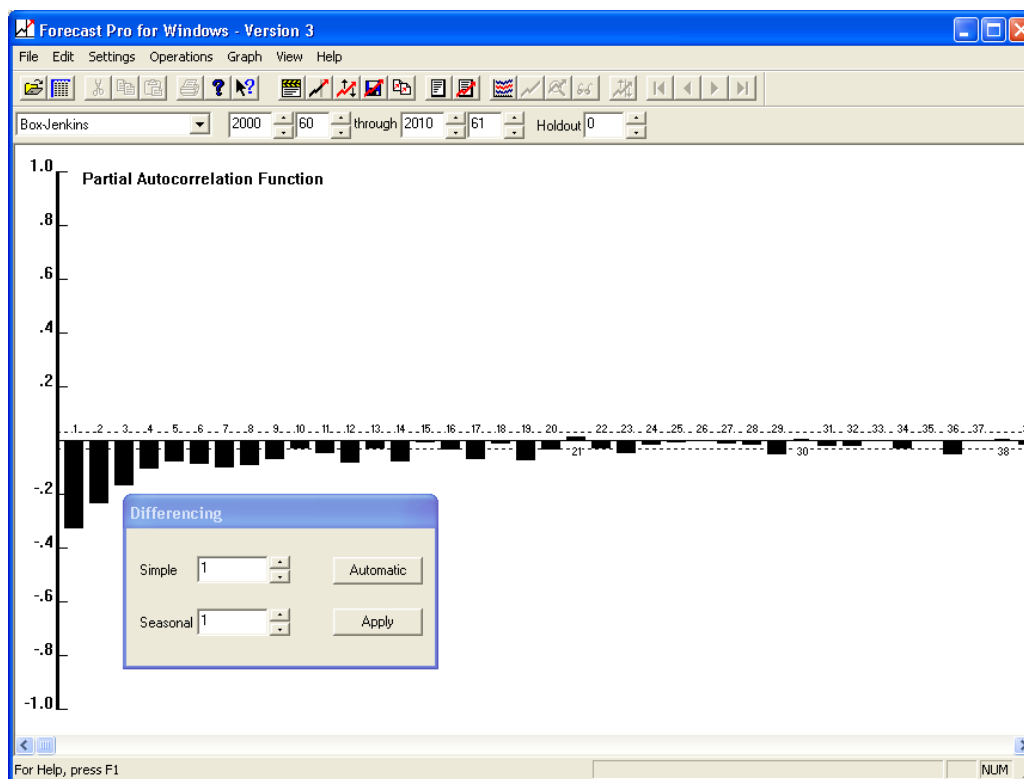 Forecast Pro for Windows - Version 3
File Edit Settings Operations Graph View Help
Box-Jenkins 2000 60 through 2010 61 Holdout 0
1.0 Partial Autocorrelation Function
.8
.6
.4
.2
1 2 3 4 5 6 7 8 9 10 11 12 13 14 15 16 17 18 19 20 22 23 24 25 26 27 28 29 31 32 33 34 35 36 37
21 30 38
-.2
Differencing
-.4
Simple 1 Automatic
-.6
Seasonal 1 Apply
-.8
-1.0
For Help, press F1 NUM